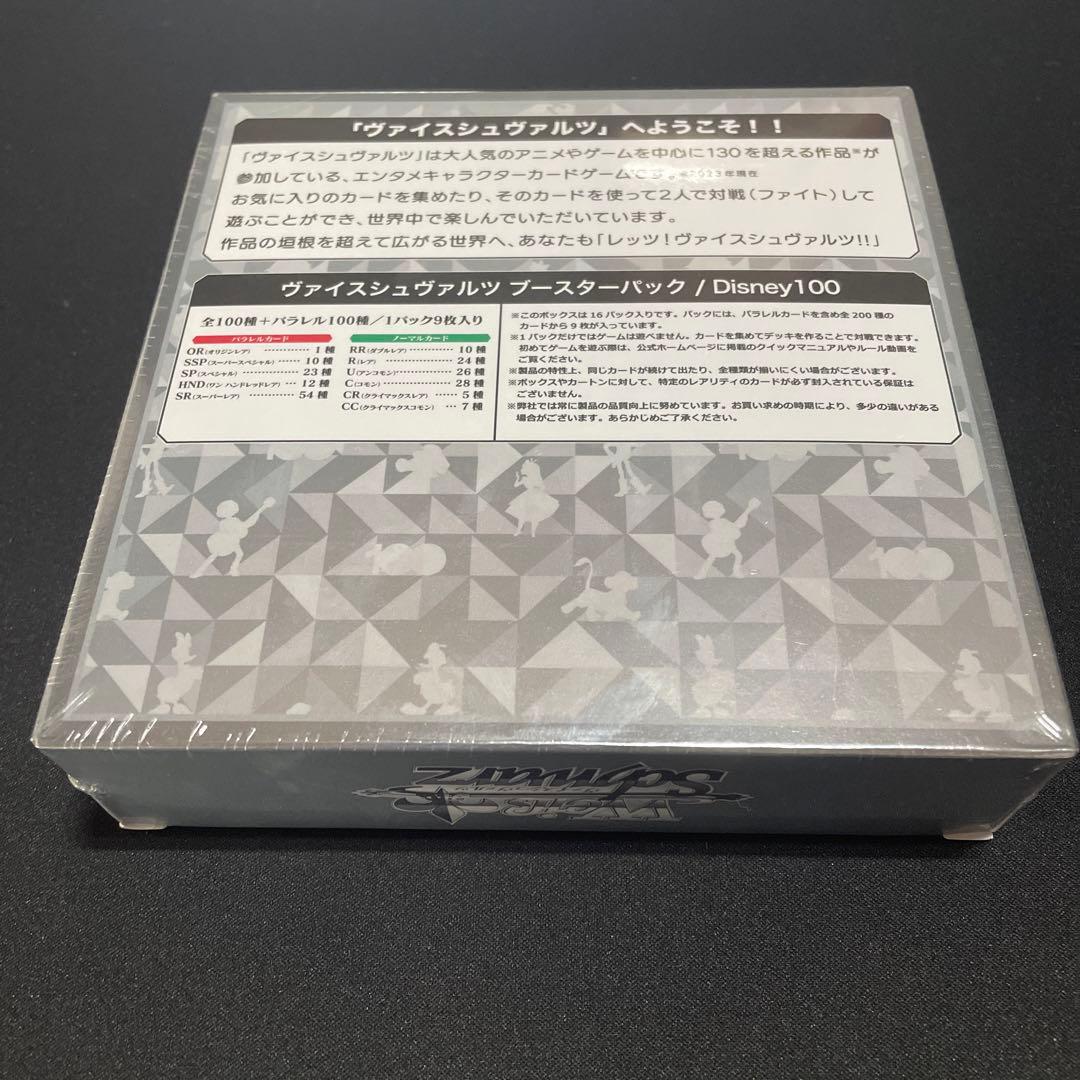 「ヴァイスシュヴァルツ」へようこそ！！
「ヴァイスシュヴァルツ」は大人気のアニメやゲームを中心に130を超える作品※が
参加している、エンタメキャラクターカードゲームです。※2023年現在
お気に入りのカードを集めたり、そのカードを使って2人で対戦（ファイト）して
遊ぶことができ、世界中で楽しんでいただいています。
作品の垣根を超えて広がる世界へ、あなたも「レッツ！ヴァイスシュヴァルツ!!」
ヴァイスシュヴァルツ ブースターパック / Disney100
全100種＋パラレル100種／1パック9枚入り
パラレルカード
OR(オリジンレア) ………… 1種
SSP(スーパースペシャル) …… 10種
SP(スペシャル) ………… 23種
HND(ワン ハンドレッドレア) … 12種
SR(スーパーレア) ………… 54種
ノーマルカード
RR(ダブルレア) ……… 10種
R(レア) ………… 24種
U(アンコモン) ……… 26種
C(コモン) ………… 28種
CR(クライマックスレア) … 5種
CC(クライマックスコモン) … 7種
※このボックスは16パック入りです。パックには、パラレルカードを含め全200種の
カードから9枚が入っています。
※1パックだけではゲームは遊べません。カードを集めてデッキを作ることで対戦できます。
初めてゲームを遊ぶ際は、公式ホームページに掲載のクイックマニュアルやルール動画を
ご覧ください。
※製品の特性上、同じカードが続けて出たり、全種類が揃いにくい場合がございます。
※ボックスやカートンに対して、特定のレアリティのカードが必ず封入されている保証は
ございません。
※弊社では常に製品の品質向上に努めています。お買い求めの時期により、多少の違いがある
場合がございます。あらかじめご了承ください。
Weiß
Schwarz